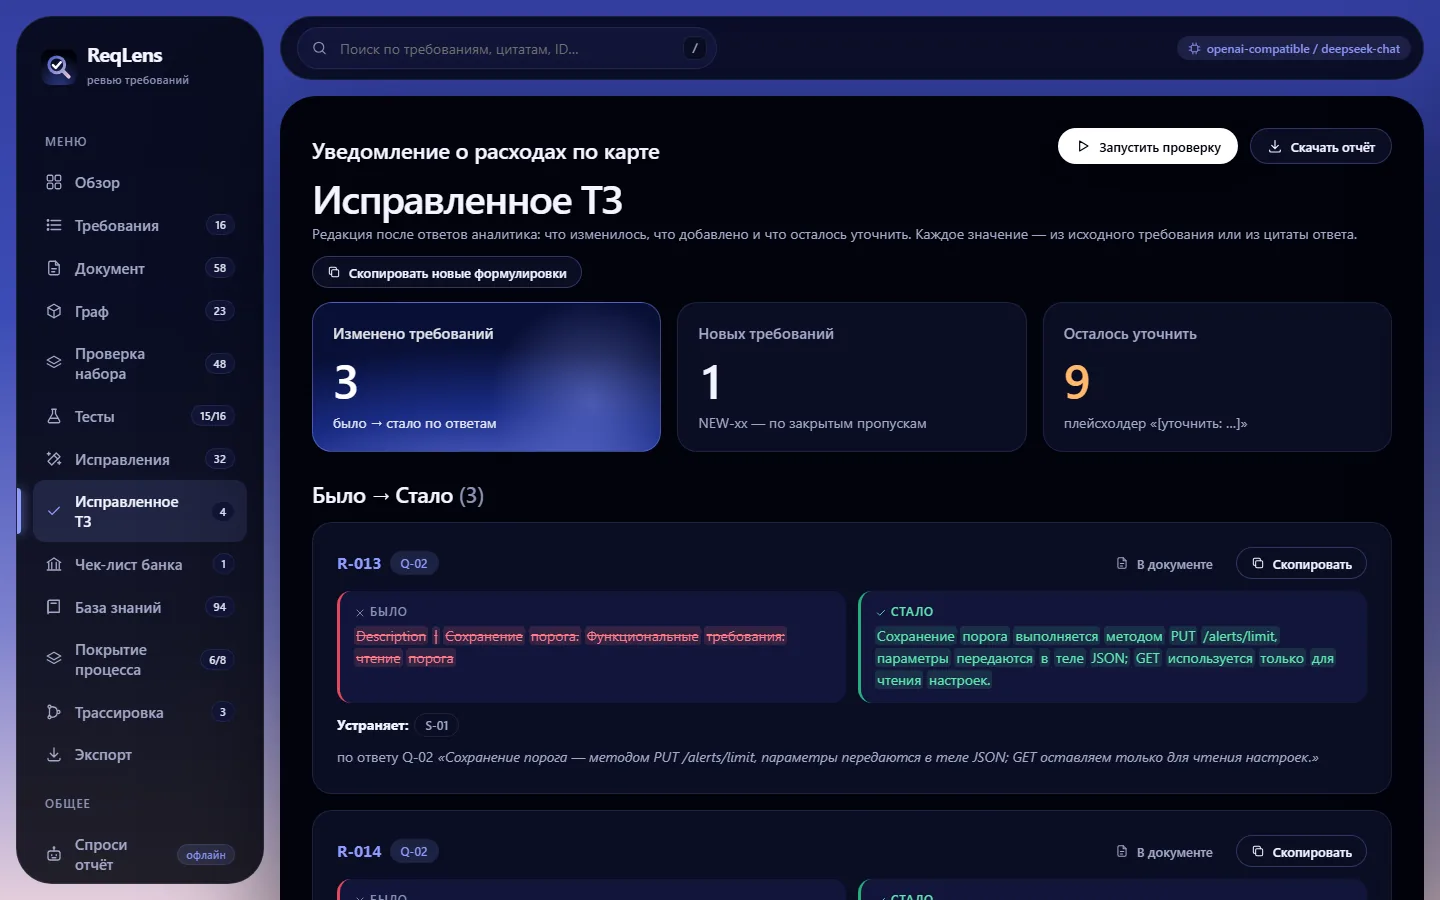 ReqLens
ревью требований
МЕНЮ
Обзор
Требования 16
Документ 58
Граф 23
Проверка набора 48
Тесты 15/16
Исправления 32
Исправленное ТЗ 4
Чек-лист банка 1
База знаний 94
Покрытие процесса 6/8
Трассировка 3
Экспорт
ОБЩЕЕ
Спроси отчёт офлайн
Поиск по требованиям, цитатам, ID... /
openai-compatible / deepseek-chat
Уведомление о расходах по карте
Запустить проверку
Скачать отчёт
Исправленное ТЗ
Редакция после ответов аналитика: что изменилось, что добавлено и что осталось уточнить. Каждое значение — из исходного требования или из цитаты ответа.
Скопировать новые формулировки
Изменено требований
3
было → стало по ответам
Новых требований
1
NEW-xx — по закрытым пропускам
Осталось уточнить
9
плейсхолдер «[уточнить: ...]»
Было → Стало (3)
R-013 Q-02
В документе
Скопировать
БЫЛО
Description | Сохранение порога. Функциональные требования:
чтение порога
СТАЛО
Сохранение порога выполняется методом PUT /alerts/limit,
параметры передаются в теле JSON; GET используется только для
чтения настроек.
Устраняет: S-01
по ответу Q-02 «Сохранение порога — методом PUT /alerts/limit, параметры передаются в теле JSON; GET оставляем только для чтения настроек.»
R-014 Q-02
В документе
Скопировать
БЫЛО
СТАЛО